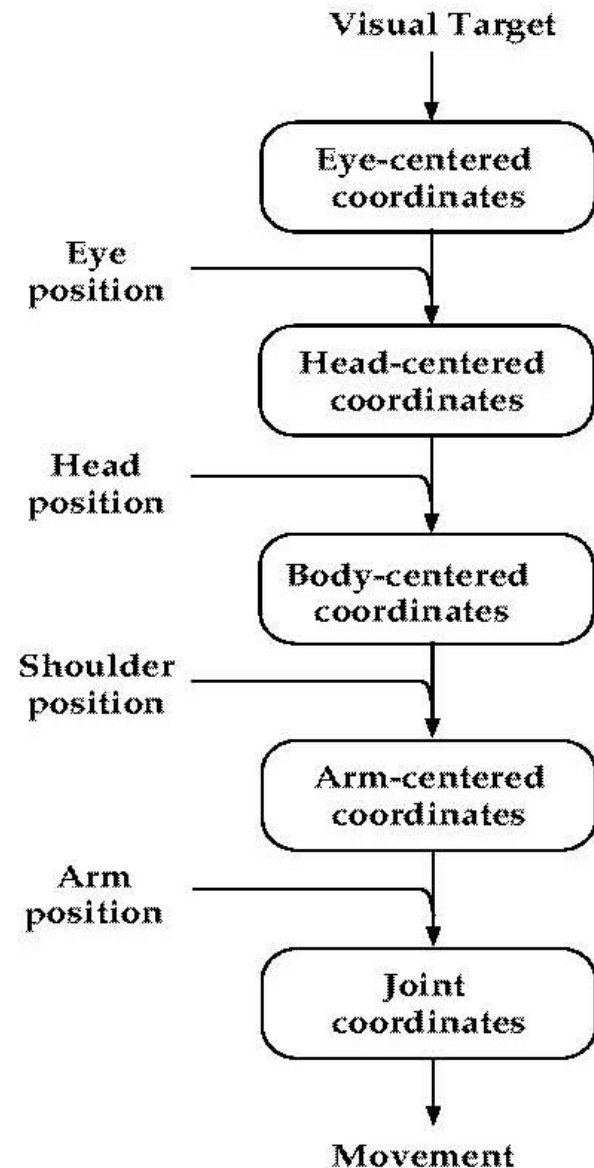 Visual Target
Eye-centered
coordinates
Eye
position
Head-centered
coordinates
Head
position
Body-centered
coordinates
Shoulder
position
Arm-centered
coordinates
Arm
position
Joint
coordinates
Movement